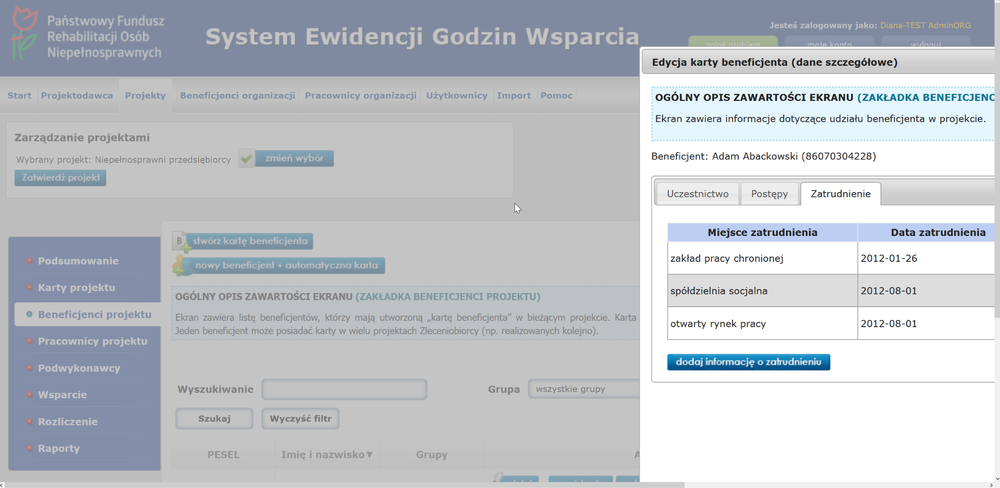 Państwowy Fundusz
Rehabilitacji Osób
Niepełnosprawnych
System Ewidencji Godzin Wsparcia
Jesteś zalogowany jako: Diana-TEST AdminORG
zgłoś problem
moje konto
wyloguj
Start
Projektodawca
Projekty
Beneficjenci organizacji
Pracownicy organizacji
Użytkownicy
Import
Pomoc
Zarządzanie projektami
Wybrany projekt: Niepełnosprawni przedsiębiorcy
zmień wybór
Zatwierdź projekt
Podsumowanie
Karty projektu
Beneficjenci projektu
Pracownicy projektu
Podwykonawcy
Wsparcie
Rozliczenie
Raporty
B
stwórz kartę beneficjenta
nowy beneficjent + automatyczna karta
OGÓLNY OPIS ZAWARTOŚCI EKRANU (ZAKŁADKA BENEFICJENCI PROJEKTU)
Ekran zawiera listę beneficjentów, którzy mają utworzoną „kartę beneficjenta” w bieżącym projekcie. Karta
Jeden beneficjent może posiadać karty w wielu projektach Zleceniobiorcy (np. realizowanych kolejno).
Wyszukiwanie
Grupa
wszystkie grupy
Szukaj
Wyczyść filtr
PESEL
Imię i nazwisko▼
Grupy
Edycja karty beneficjenta (dane szczegółowe)
OGÓLNY OPIS ZAWARTOŚCI EKRANU (ZAKŁADKA BENEFICJENC
Ekran zawiera informacje dotyczące udziału beneficjenta w projekcie.
Beneficjent: Adam Abackowski (86070304228)
Uczestnictwo
Postępy
Zatrudnienie
Miejsce zatrudnienia
Data zatrudnienia
zakład pracy chronionej
2012-01-26
spółdzielnia socjalna
2012-08-01
otwarty rynek pracy
2012-08-01
dodaj informację o zatrudnieniu